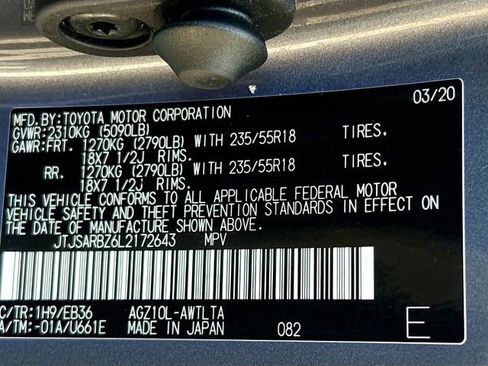 MFD.BY:TOYOTA MOTOR CORPORATION 03/20
GVWR:2310KG (5090LB)
GAWR:FRT. 1270KG (2790LB) WITH 235/55R18 TIRES.
18X7 1/2J RIMS.
RR. 1270KG (2790LB) WITH 235/55R18 TIRES.
18X7 1/2J RIMS.
THIS VEHICLE CONFORMS TO ALL APPLICABLE FEDERAL MOTOR
VEHICLE SAFETY AND THEFT PREVENTION STANDARDS IN EFFECT ON
THE DATE OF MANUFACTURE SHOWN ABOVE.
JTJSARBZ6L2172643 MPV
C/TR:1H9/EB36 AGZ10L-AWTLTA
A/TM:-01A/U661E MADE IN JAPAN 082 E